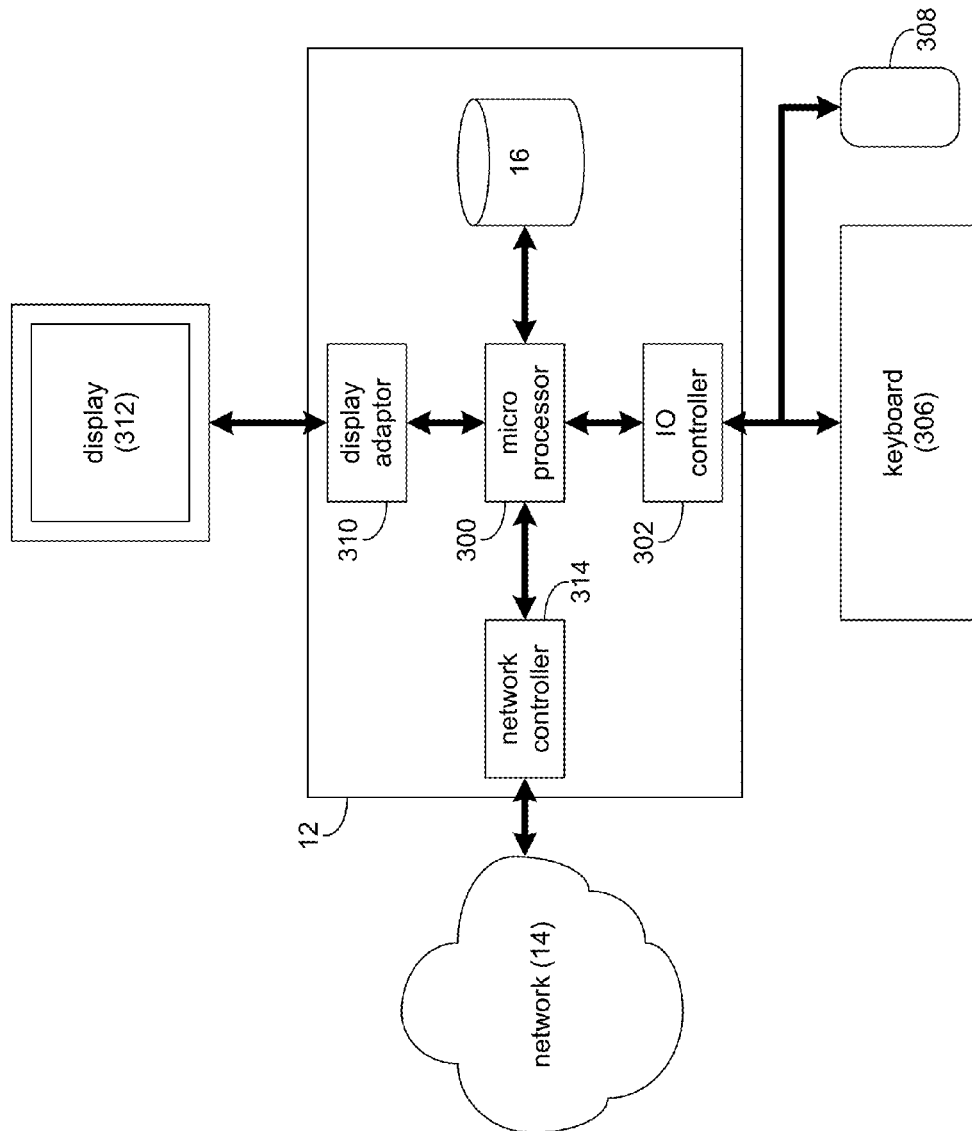 display
(312)
308
16
display
adaptor
310
micro
processor
300
IO
controller
302
keyboard
(306)
314
network
controller
12
network (14)